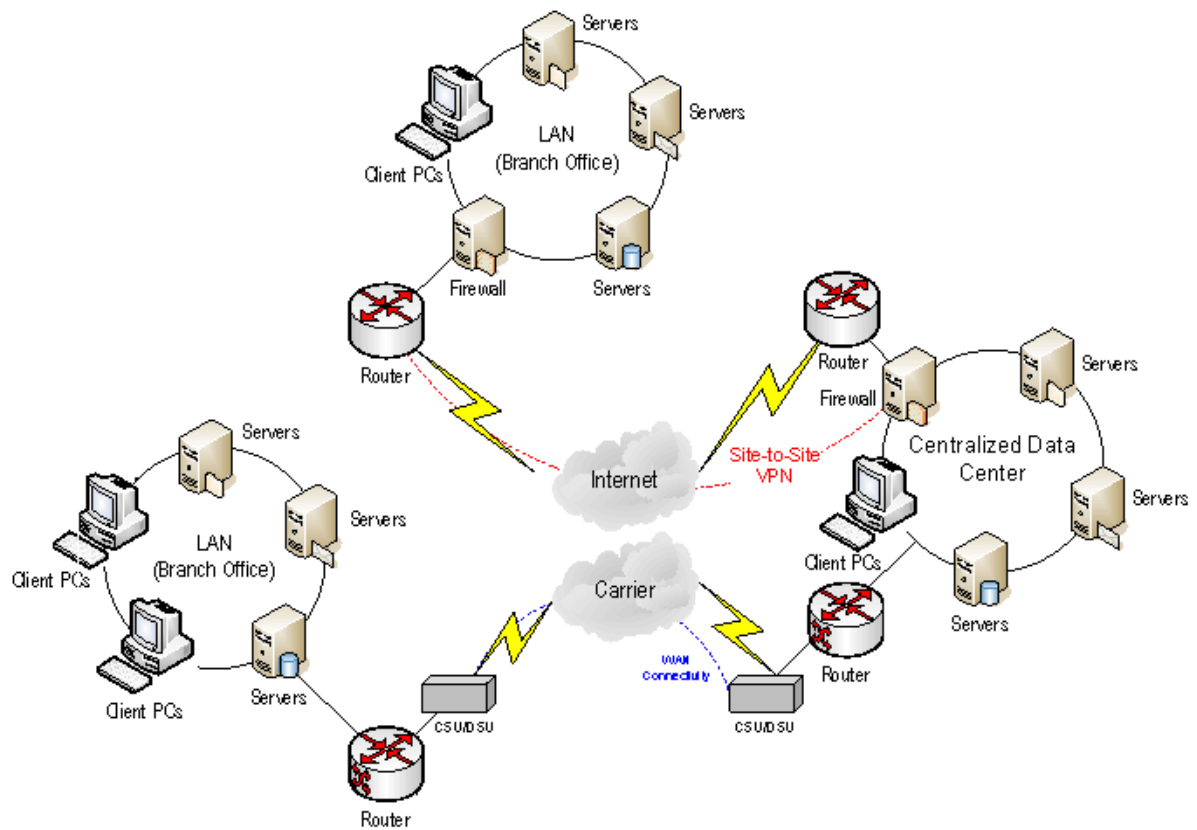 Servers
Servers
LAN
(Branch Office)
Client PCs
Firewall
Servers
Router
Router
Servers
Firewall
Centralized Data
Center
Site-to-Site
VPN
Internet
Servers
Client PCs
Servers
Router
Servers
Servers
LAN
(Branch Office)
Client PCs
Client PCs
Servers
Carrier
WAN
Connectivity
CSU/DSU
CSU/DSU
Router